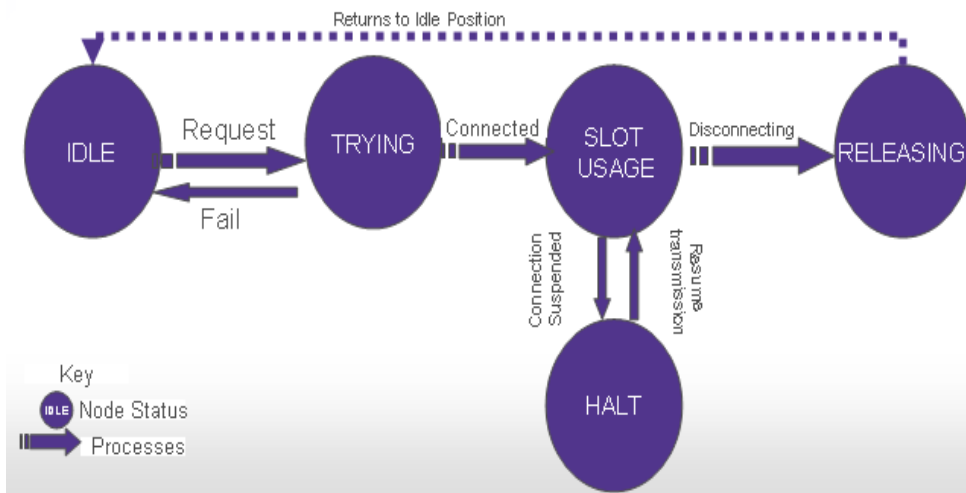 Returns to Idle Position
IDLE
Request
Fail
TRYING
Connected
SLOT
USAGE
Disconnecting
RELEASING
Connection
Suspended
Resume
transmission
HALT
Key
IDLE
Node Status
Processes